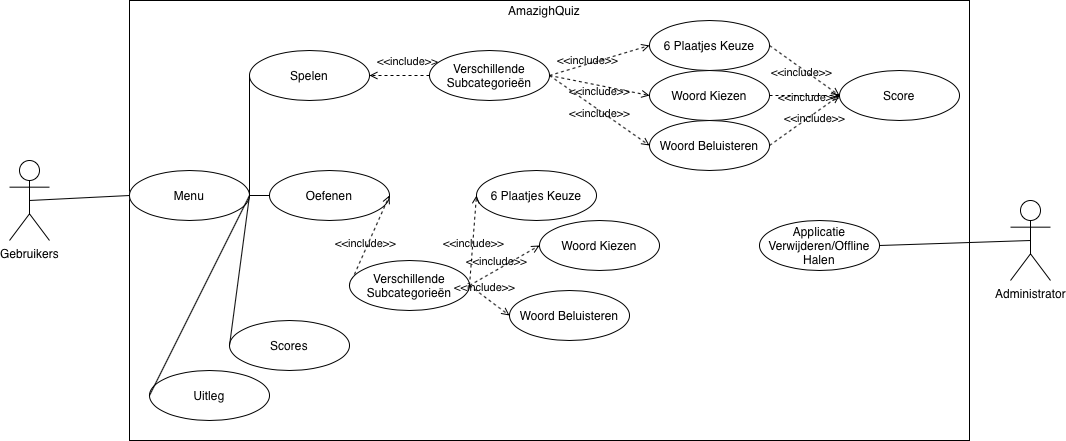 AmazighQuiz
6 Plaatjes Keuze
<<include>>
<<include>>
Spelen
Verschillende
Subcategorieën
<<include>>
<<include>>
Woord Kiezen
<<include>>
Score
<<include>>
<<include>>
Woord Beluisteren
Menu
Oefenen
6 Plaatjes Keuze
Gebruikers
<<include>>
<<include>>
Woord Kiezen
Applicatie
Verwijderen/Offline
Halen
<<include>>
Verschillende
Subcategorieën
<<include>>
Administrator
Woord Beluisteren
Scores
Uitleg